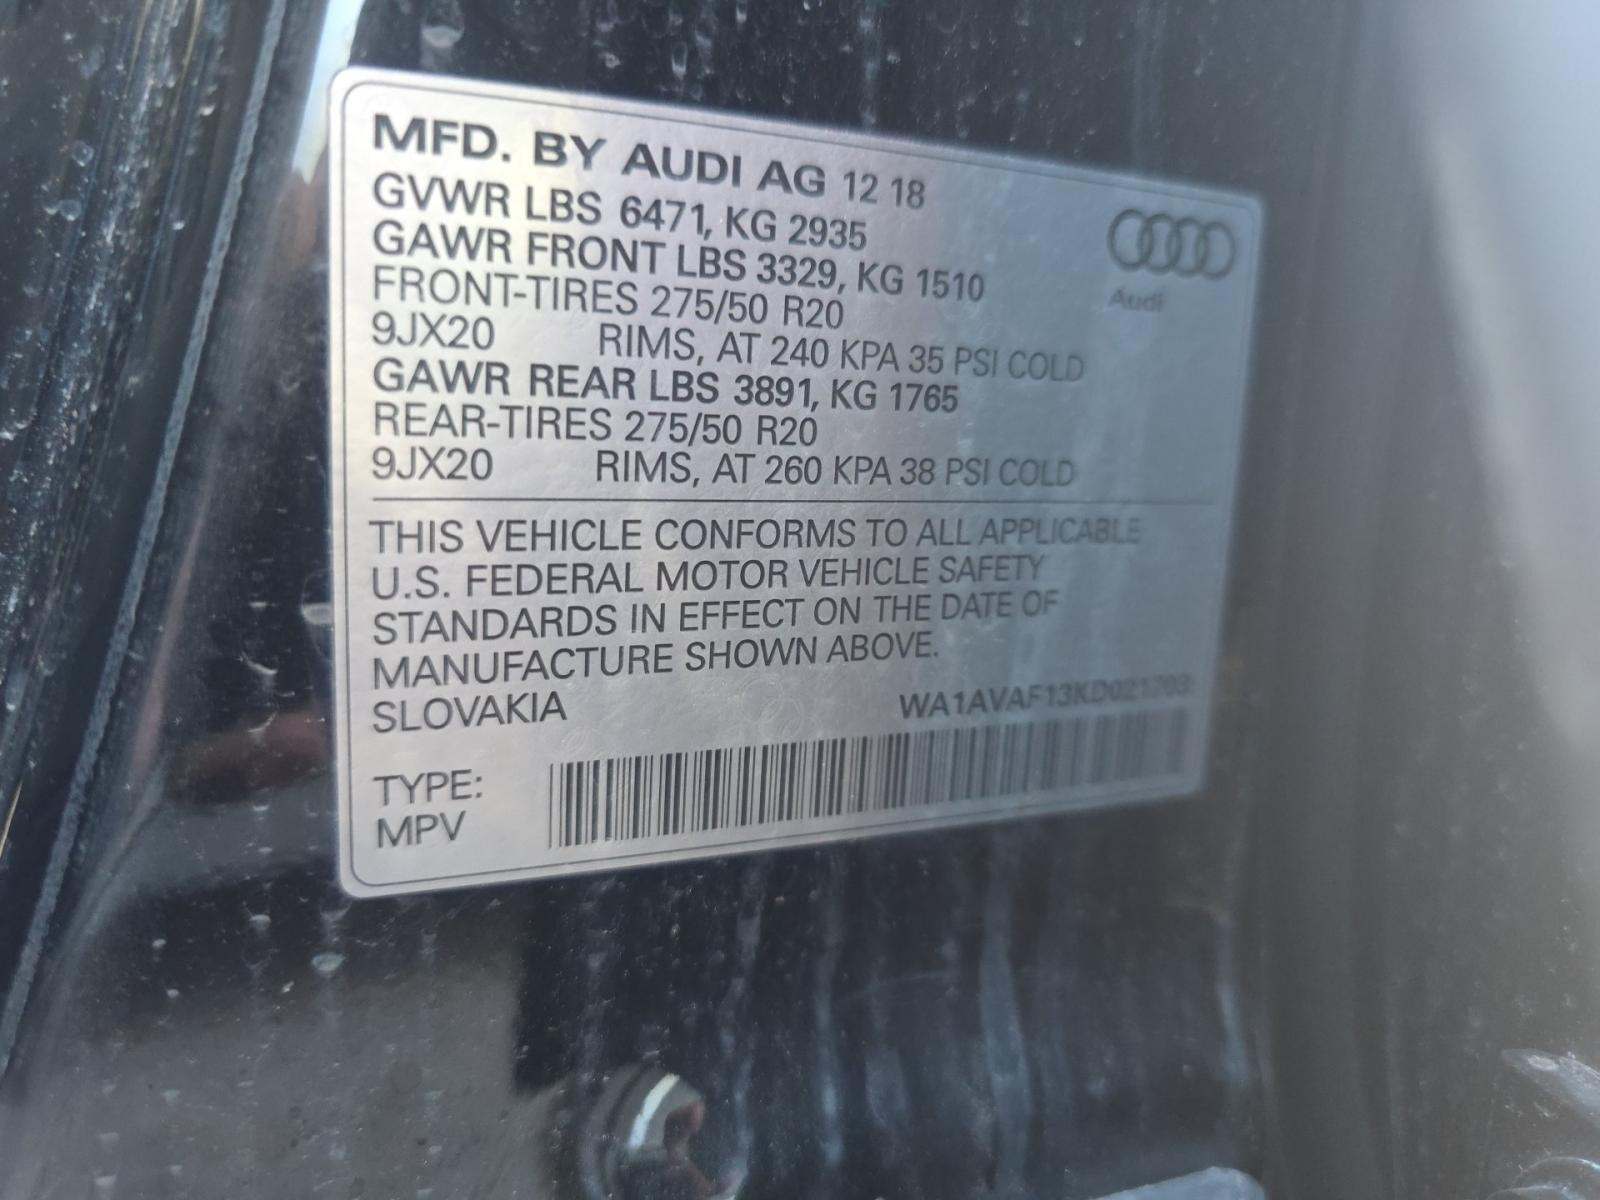 MFD. BY AUDI AG 12 18
GVWR LBS 6471, KG 2935
GAWR FRONT LBS 3329, KG 1510
FRONT-TIRES 275/50 R20
9JX20 RIMS, AT 240 KPA 35 PSI COLD
GAWR REAR LBS 3891, KG 1765
REAR-TIRES 275/50 R20
9JX20 RIMS, AT 260 KPA 38 PSI COLD
Audi
THIS VEHICLE CONFORMS TO ALL APPLICABLE
U.S. FEDERAL MOTOR VEHICLE SAFETY
STANDARDS IN EFFECT ON THE DATE OF
MANUFACTURE SHOWN ABOVE.
SLOVAKIA
TYPE:
MPV